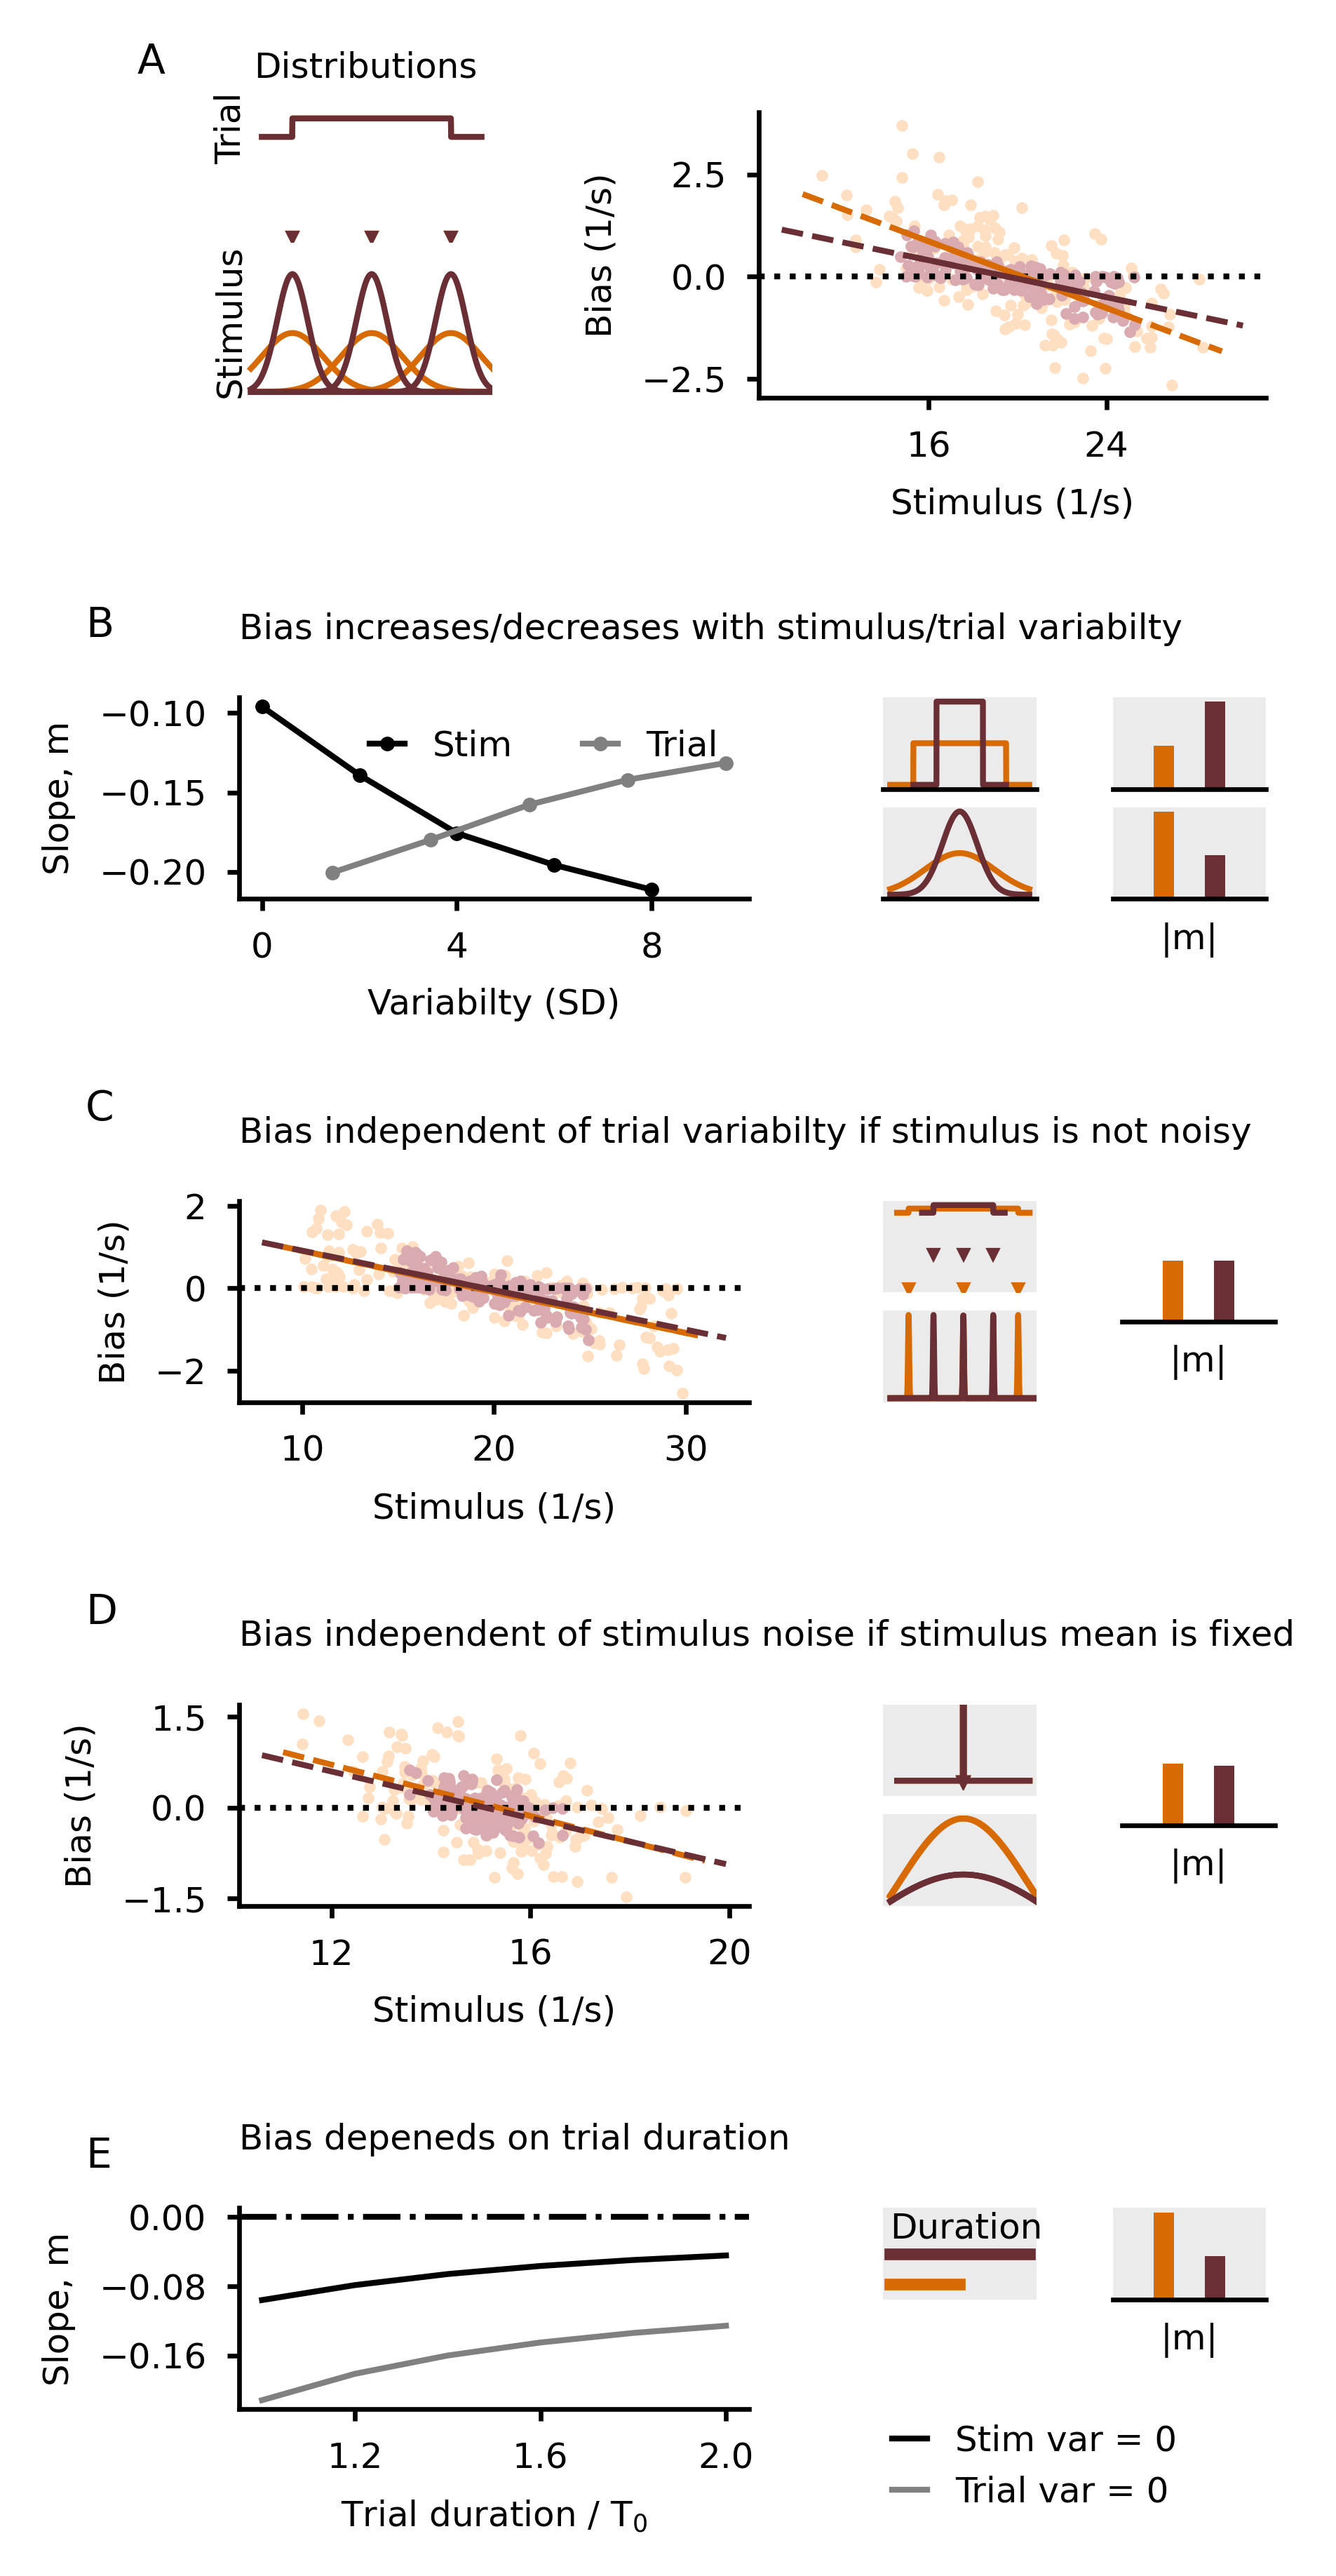 A
Distributions
Trial
Stimulus
Bias (1/s)
2.5
0.0
−2.5
16
24
Stimulus (1/s)
B
Bias increases/decreases with stimulus/trial variabilty
Slope, m
−0.10
−0.15
−0.20
Stim
Trial
0
4
8
Variabilty (SD)
|m|
C
Bias independent of trial variabilty if stimulus is not noisy
Bias (1/s)
2
0
−2
10
20
30
Stimulus (1/s)
|m|
D
Bias independent of stimulus noise if stimulus mean is fixed
Bias (1/s)
1.5
0.0
−1.5
12
16
20
Stimulus (1/s)
|m|
E
Bias depeneds on trial duration
Slope, m
0.00
−0.08
−0.16
1.2
1.6
2.0
Trial duration / T₀
Duration
|m|
Stim var = 0
Trial var = 0